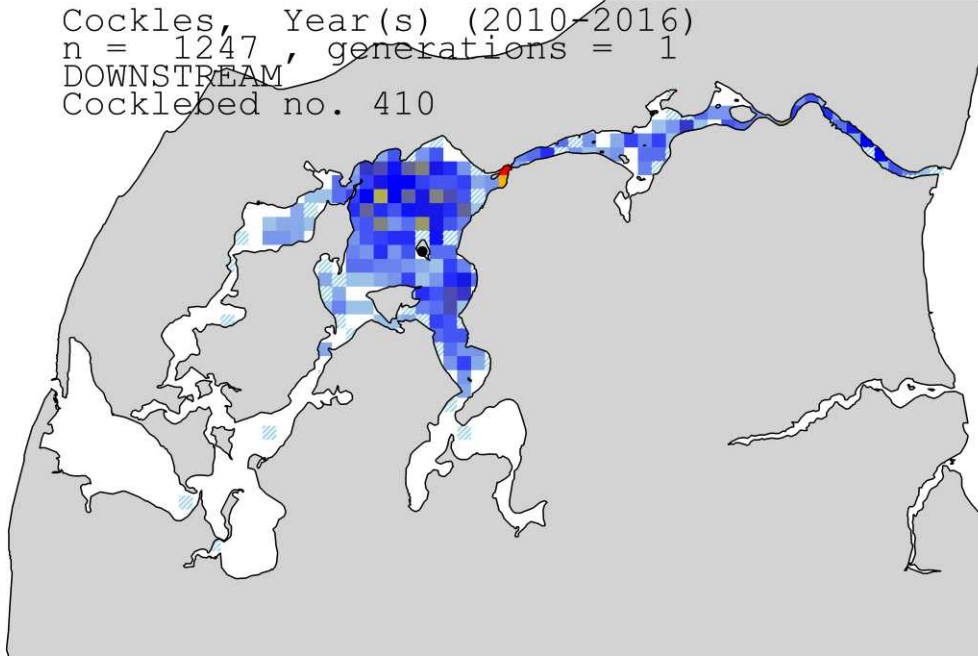 Cockles, Year(s) (2010-2016)
n = 1247 , generations = 1
DOWNSTREAM
Cocklebed no. 410